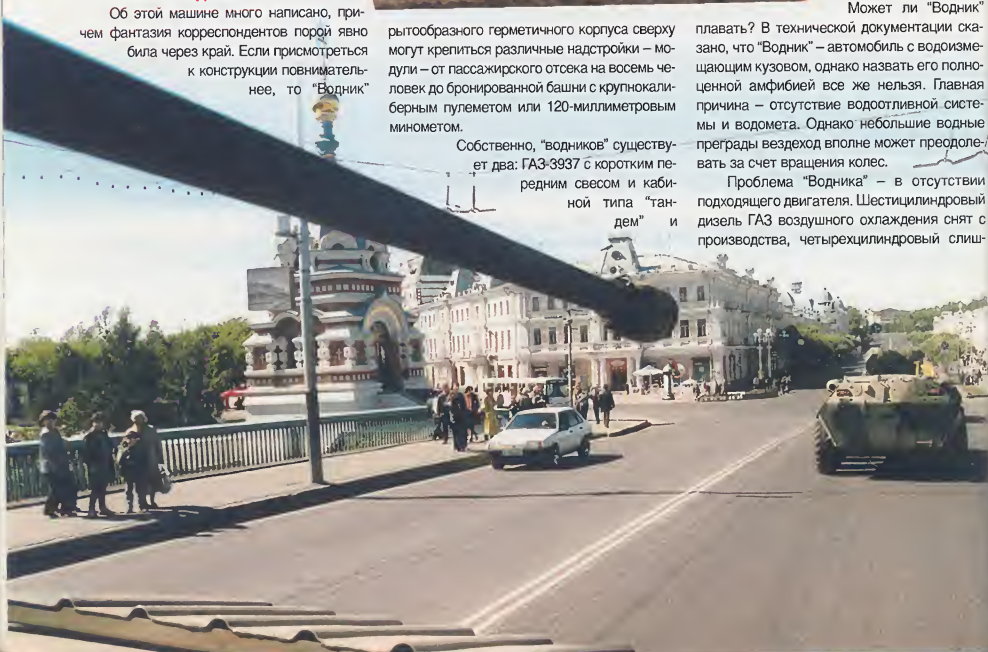 Об этой машине много написано, при-
чем фантазия корреспондентов порой явно
била через край. Если присмотреться
к конструкции повниматель-
нее, то “Водник”
рытообразного герметичного корпуса сверху
могут крепиться различные надстройки – мо-
дули – от пассажирского отсека на восемь че-
ловек до бронированной башни с крупнокали-
берным пулеметом или 120-миллиметровым
минометом.
Собственно, “водников” существу-
ет два: ГАЗ-3937 с коротким пе-
редним свесом и каби-
ной типа “тан-
дем” и
Может ли “Водник”
плавать? В технической документации ска-
зано, что “Водник” – автомобиль с водоизме-
щающим кузовом, однако назвать его полно-
ценной амфибией все же нельзя. Главная
причина – отсутствие водоотливной систе-
мы и водомета. Однако небольшие водные
преграды вездеход вполне может преодоле-
вать за счет вращения колес.
Проблема “Водника” – в отсутствии
подходящего двигателя. Шестицилиндровый
дизель ГАЗ воздушного охлаждения снят с
производства, четырехцилиндровый слиш-